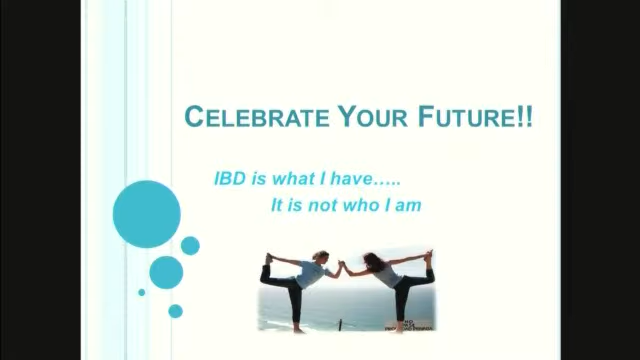 CELEBRATE YOUR FUTURE!!
IBD is what I have…..
It is not who I am